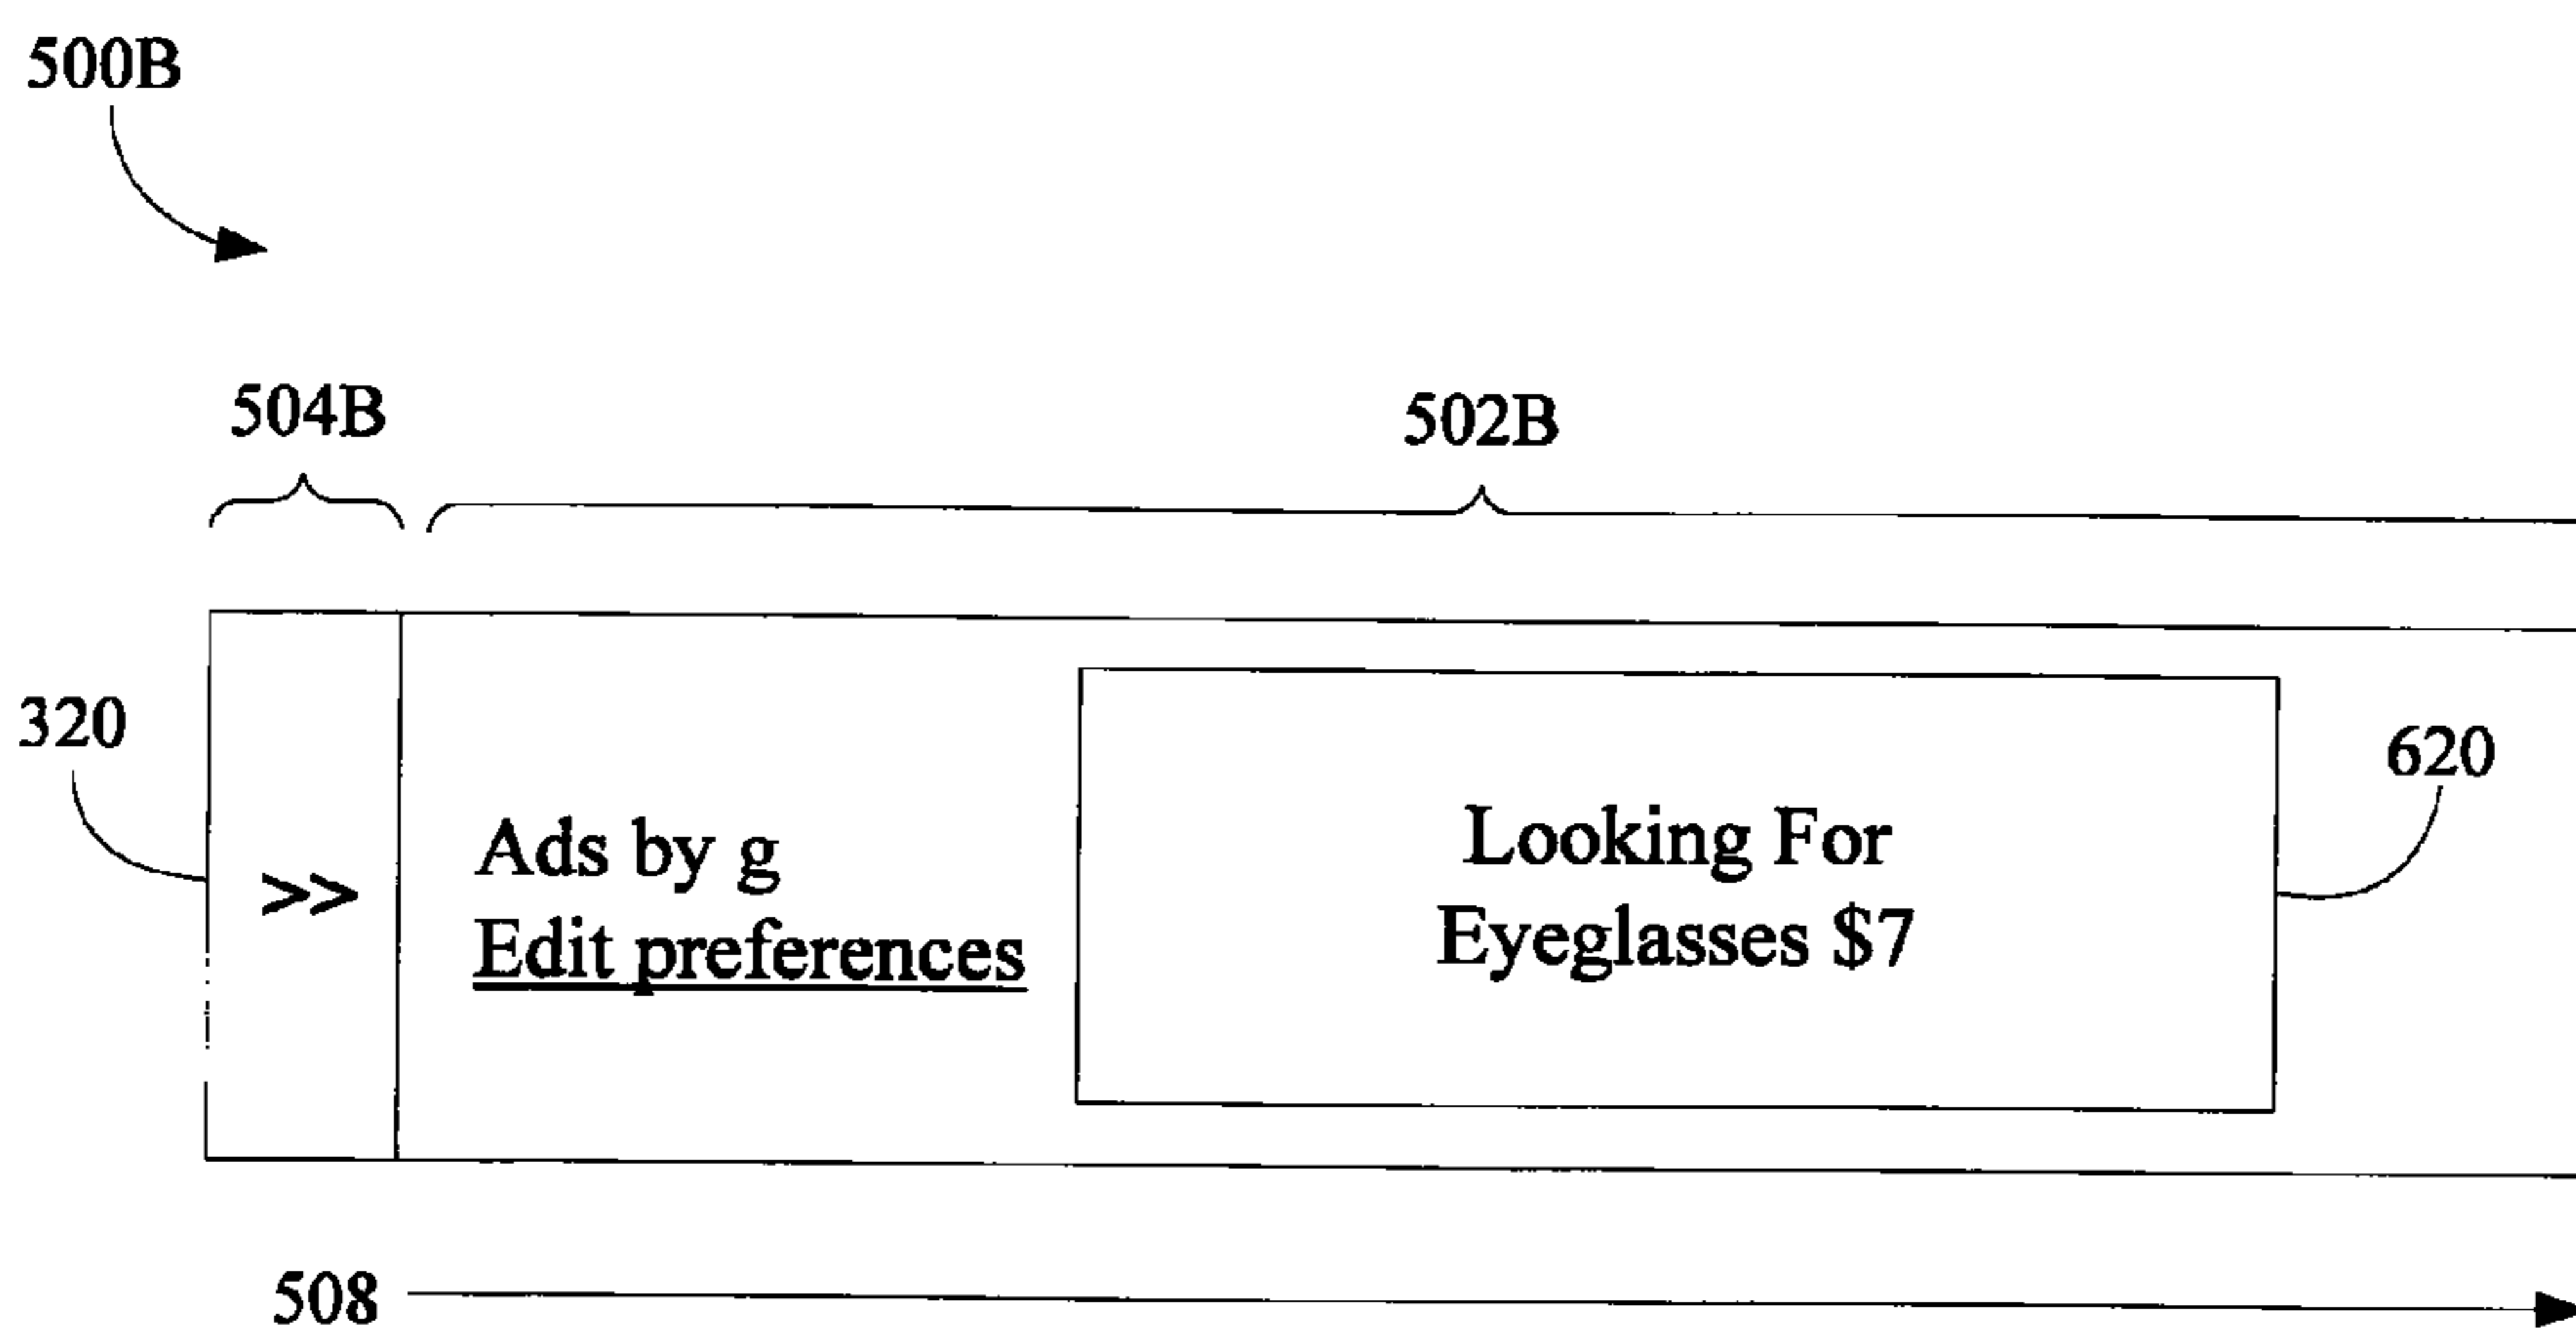 500B
504B
502B
320
620
>>
Ads by g
Edit preferences
Looking For
Eyeglasses $7
508